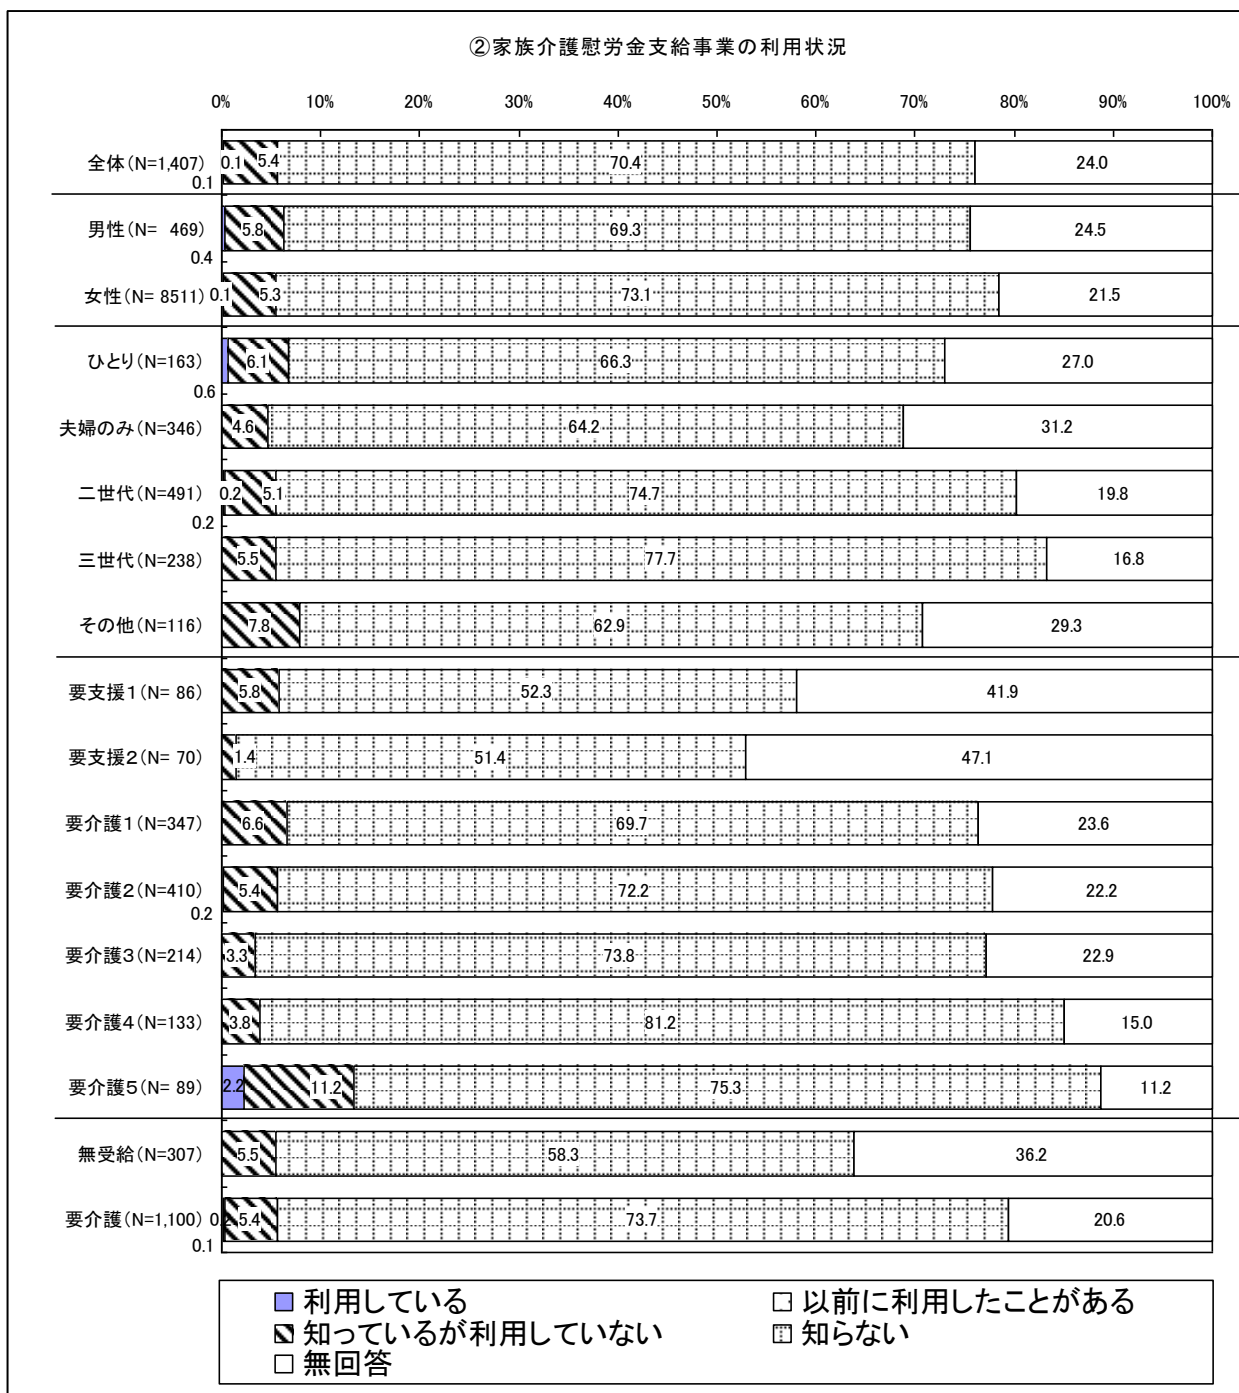 ②家族介護慰労金支給事業の利用状況
0% 10% 20% 30% 40% 50% 60% 70% 80% 90% 100%
全体(N=1,407) 0.1 5.4 70.4 24.0
0.1
男性(N= 469) 5.8 69.3 24.5
0.4
女性(N= 8511) 0.1 5.3 73.1 21.5
ひとり(N=163) 6.1 66.3 27.0
0.6
夫婦のみ(N=346) 4.6 64.2 31.2
二世代(N=491) 0.2 5.1 74.7 19.8
0.2
三世代(N=238) 5.5 77.7 16.8
その他(N=116) 7.8 62.9 29.3
要支援1(N= 86) 5.8 52.3 41.9
要支援2(N= 70) 1.4 51.4 47.1
要介護1(N=347) 6.6 69.7 23.6
要介護2(N=410) 5.4 72.2 22.2
0.2
要介護3(N=214) 3.3 73.8 22.9
要介護4(N=133) 3.8 81.2 15.0
要介護5(N= 89) 2.2 11.2 75.3 11.2
無受給(N=307) 5.5 58.3 36.2
要介護(N=1,100) 0.2 5.4 73.7 20.6
0.1
利用している 以前に利用したことがある
知っているが利用していない 知らない
無回答